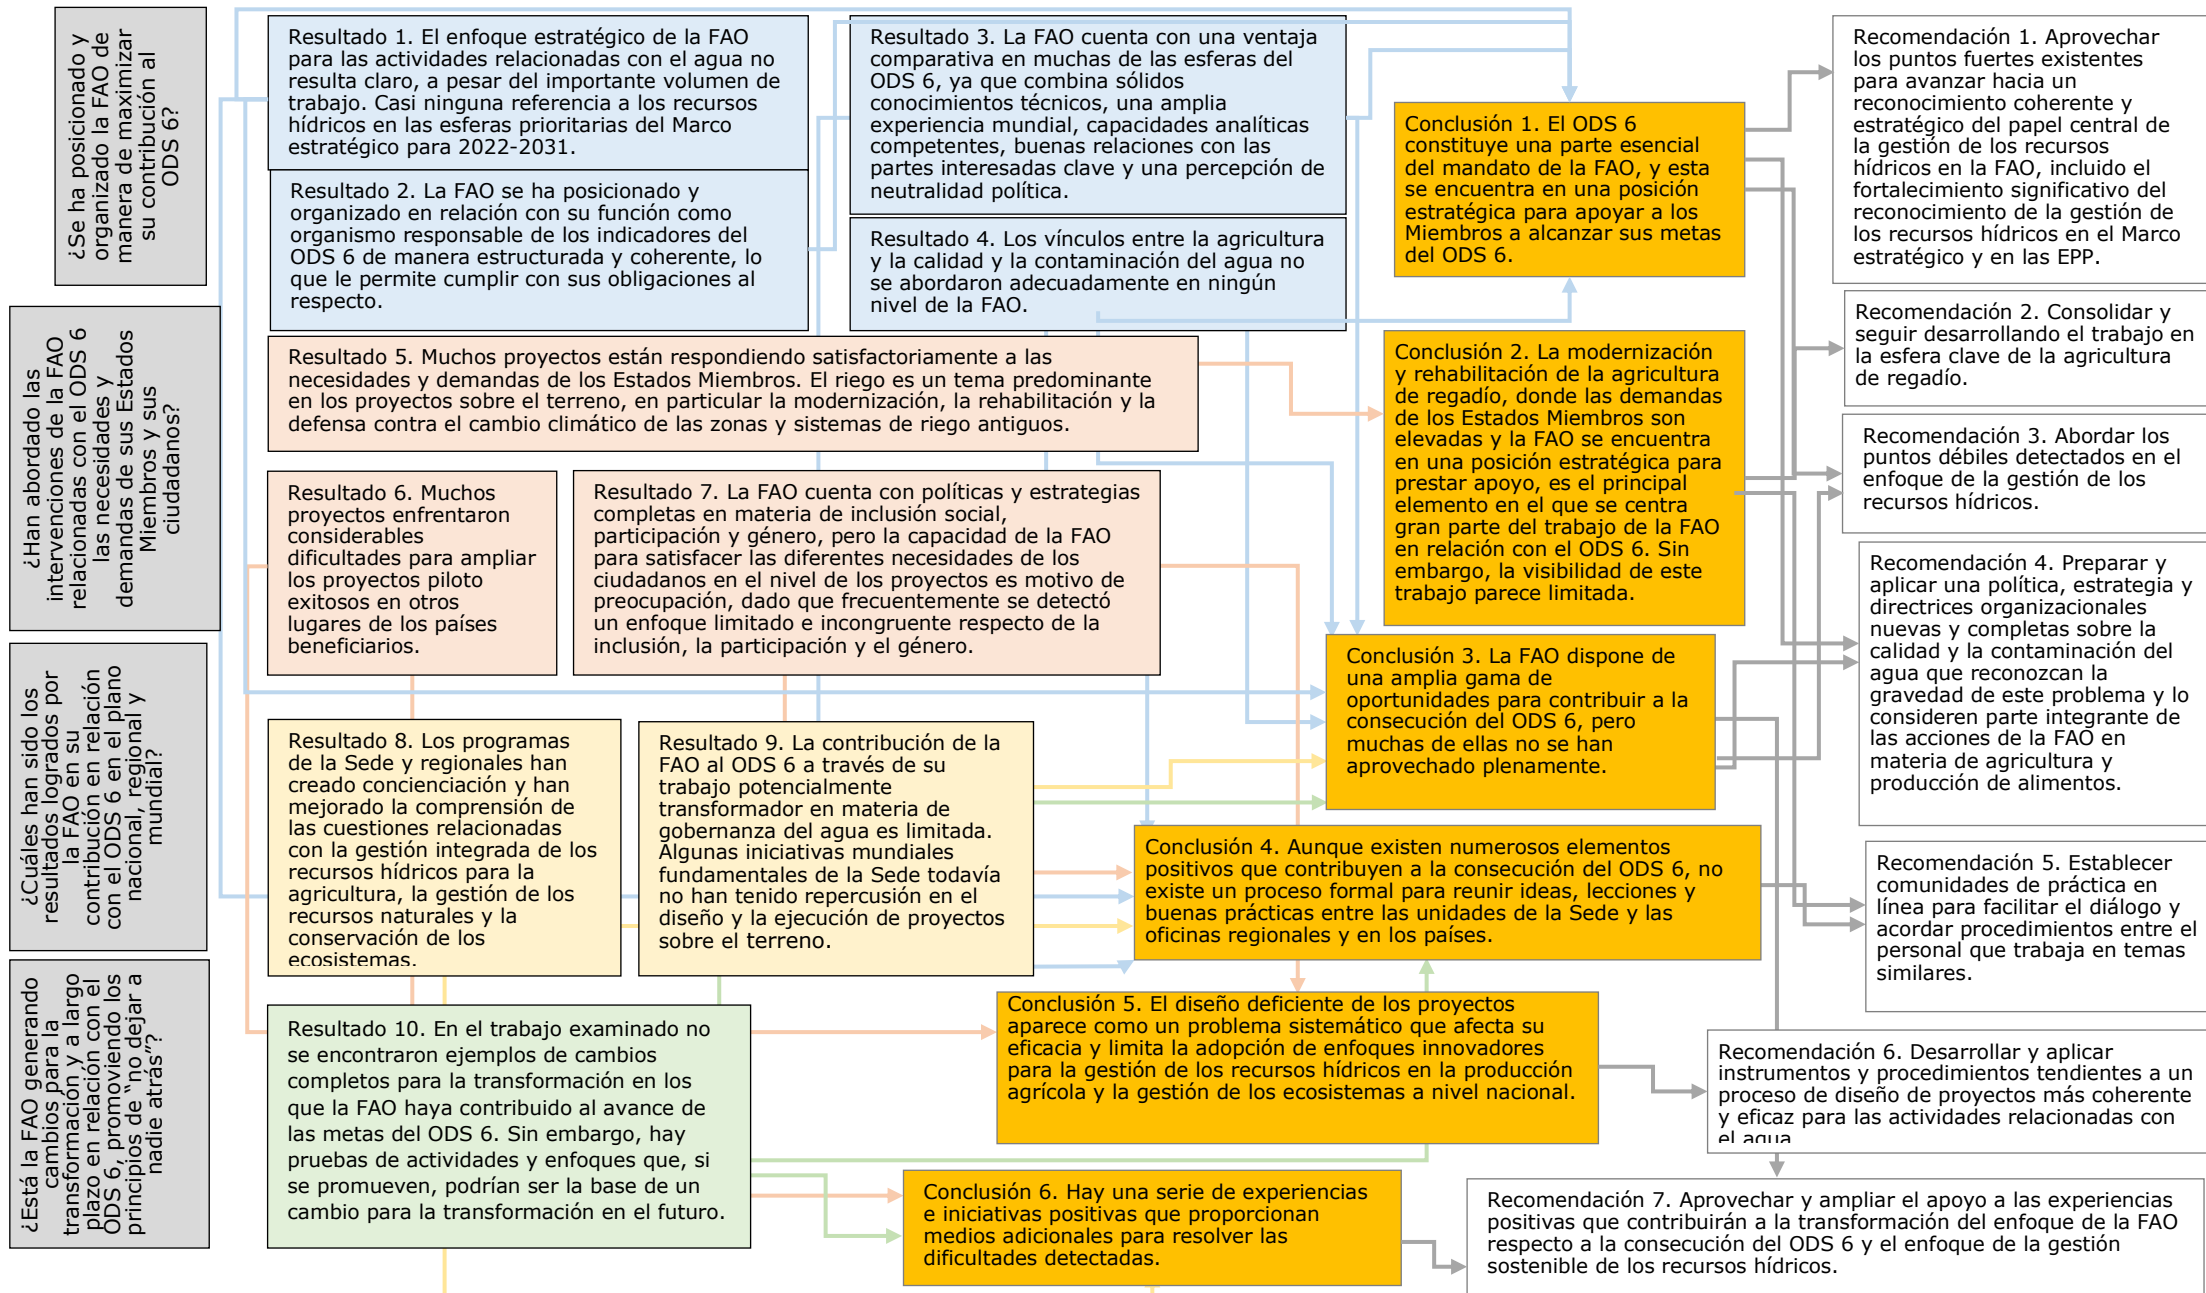 ¿Se ha posicionado y
organizado la FAO de
manera de maximizar
su contribución al
ODS 6?
¿Han abordado las
intervenciones de la FAO
relacionadas con el ODS 6
las necesidades y
demandas de sus Estados
Miembros y sus
ciudadanos?
¿Cuáles han sido los
resultados logrados por
la FAO en su
contribución en relación
con el ODS 6 en el plano
nacional, regional y
mundial?
¿Está la FAO generando
cambios para la
transformación y a largo
plazo en relación con el
ODS 6, promoviendo los
principios de “no dejar a
nadie atrás”?
Resultado 1. El enfoque estratégico de la FAO
para las actividades relacionadas con el agua no
resulta claro, a pesar del importante volumen de
trabajo. Casi ninguna referencia a los recursos
hídricos en las esferas prioritarias del Marco
estratégico para 2022-2031.
Resultado 2. La FAO se ha posicionado y
organizado en relación con su función como
organismo responsable de los indicadores del
ODS 6 de manera estructurada y coherente, lo
que le permite cumplir con sus obligaciones al
respecto.
Resultado 3. La FAO cuenta con una ventaja
comparativa en muchas de las esferas del
ODS 6, ya que combina sólidos
conocimientos técnicos, una amplia
experiencia mundial, capacidades analíticas
competentes, buenas relaciones con las
partes interesadas clave y una percepción de
neutralidad política.
Resultado 4. Los vínculos entre la agricultura
y la calidad y la contaminación del agua no
se abordaron adecuadamente en ningún
nivel de la FAO.
Resultado 5. Muchos proyectos están respondiendo satisfactoriamente a las
necesidades y demandas de los Estados Miembros. El riego es un tema predominante
en los proyectos sobre el terreno, en particular la modernización, la rehabilitación y la
defensa contra el cambio climático de las zonas y sistemas de riego antiguos.
Resultado 6. Muchos
proyectos enfrentaron
considerables
dificultades para ampliar
los proyectos piloto
exitosos en otros
lugares de los países
beneficiarios.
Resultado 7. La FAO cuenta con políticas y estrategias
completas en materia de inclusión social,
participación y género, pero la capacidad de la FAO
para satisfacer las diferentes necesidades de los
ciudadanos en el nivel de los proyectos es motivo de
preocupación, dado que frecuentemente se detectó
un enfoque limitado e incongruente respecto de la
inclusión, la participación y el género.
Resultado 8. Los programas
de la Sede y regionales han
creado concienciación y han
mejorado la comprensión de
las cuestiones relacionadas
con la gestión integrada de los
recursos hídricos para la
agricultura, la gestión de los
recursos naturales y la
conservación de los
ecosistemas.
Resultado 9. La contribución de la
FAO al ODS 6 a través de su
trabajo potencialmente
transformador en materia de
gobernanza del agua es limitada.
Algunas iniciativas mundiales
fundamentales de la Sede todavía
no han tenido repercusión en el
diseño y la ejecución de proyectos
sobre el terreno.
Resultado 10. En el trabajo examinado no
se encontraron ejemplos de cambios
completos para la transformación en los
que la FAO haya contribuido al avance de
las metas del ODS 6. Sin embargo, hay
pruebas de actividades y enfoques que, si
se promueven, podrían ser la base de un
cambio para la transformación en el futuro.
Conclusión 1. El ODS 6
constituye una parte esencial
del mandato de la FAO, y esta
se encuentra en una posición
estratégica para apoyar a los
Miembros a alcanzar sus metas
del ODS 6.
Conclusión 2. La modernización
y rehabilitación de la agricultura
de regadío, donde las demandas
de los Estados Miembros son
elevadas y la FAO se encuentra
en una posición estratégica para
prestar apoyo, es el principal
elemento en el que se centra
gran parte del trabajo de la FAO
en relación con el ODS 6. Sin
embargo, la visibilidad de este
trabajo parece limitada.
Conclusión 3. La FAO dispone de
una amplia gama de
oportunidades para contribuir a la
consecución del ODS 6, pero
muchas de ellas no se han
aprovechado plenamente.
Conclusión 4. Aunque existen numerosos elementos
positivos que contribuyen a la consecución del ODS 6, no
existe un proceso formal para reunir ideas, lecciones y
buenas prácticas entre las unidades de la Sede y las
oficinas regionales y en los países.
Conclusión 5. El diseño deficiente de los proyectos
aparece como un problema sistemático que afecta su
eficacia y limita la adopción de enfoques innovadores
para la gestión de los recursos hídricos en la producción
agrícola y la gestión de los ecosistemas a nivel nacional.
Conclusión 6. Hay una serie de experiencias
e iniciativas positivas que proporcionan
medios adicionales para resolver las
dificultades detectadas.
Recomendación 1. Aprovechar
los puntos fuertes existentes
para avanzar hacia un
reconocimiento coherente y
estratégico del papel central de
la gestión de los recursos
hídricos en la FAO, incluido el
fortalecimiento significativo del
reconocimiento de la gestión de
los recursos hídricos en el Marco
estratégico y en las EPP.
Recomendación 2. Consolidar y
seguir desarrollando el trabajo en
la esfera clave de la agricultura
de regadío.
Recomendación 3. Abordar los
puntos débiles detectados en el
enfoque de la gestión de los
recursos hídricos.
Recomendación 4. Preparar y
aplicar una política, estrategia y
directrices organizacionales
nuevas y completas sobre la
calidad y la contaminación del
agua que reconozcan la
gravedad de este problema y lo
consideren parte integrante de
las acciones de la FAO en
materia de agricultura y
producción de alimentos.
Recomendación 5. Establecer
comunidades de práctica en
línea para facilitar el diálogo y
acordar procedimientos entre el
personal que trabaja en temas
similares.
Recomendación 6. Desarrollar y aplicar
instrumentos y procedimientos tendientes a un
proceso de diseño de proyectos más coherente
y eficaz para las actividades relacionadas con
el agua
Recomendación 7. Aprovechar y ampliar el apoyo a las experiencias
positivas que contribuirán a la transformación del enfoque de la FAO
respecto a la consecución del ODS 6 y el enfoque de la gestión
sostenible de los recursos hídricos.